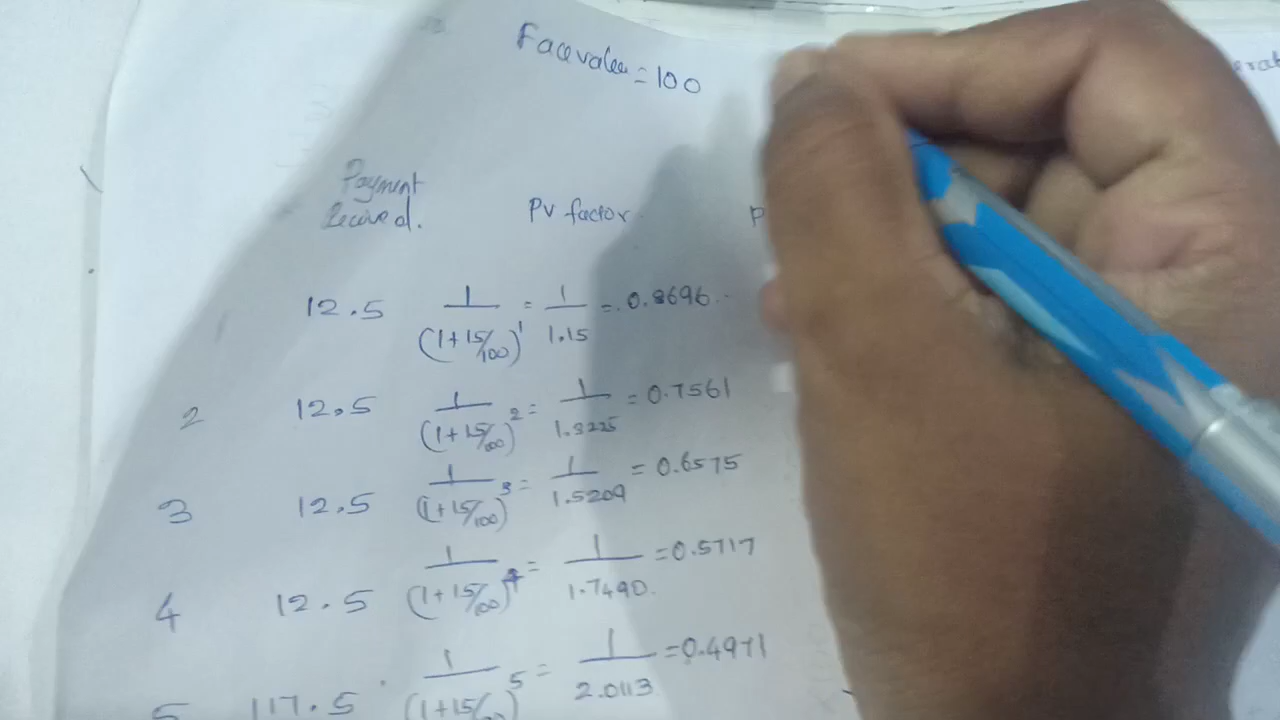 Facevalue = 100
Payment
Recived. PV factor. P
12.5 1/(1+15/100)^1 = 1/1.15 = 0.8696
2 12.5 1/(1+15/100)^2 = 1/1.3225 = 0.7561
3 12.5 1/(1+15/100)^3 = 1/1.5209 = 0.6575
4 12.5 1/(1+15/100)^4 = 1/1.7490. = 0.5717
5 117.5 1/(1+15/100)^5 = 1/2.0113 = 0.4971